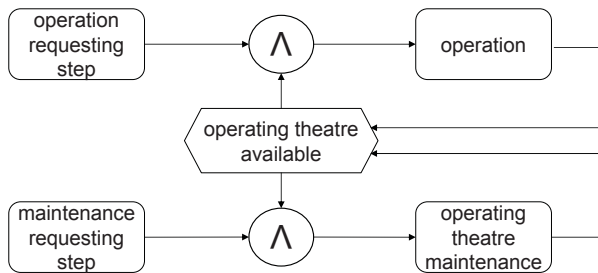 operation
requesting
step
Λ
operation
operating theatre
available
maintenance
requesting
step
Λ
operating
theatre
maintenance